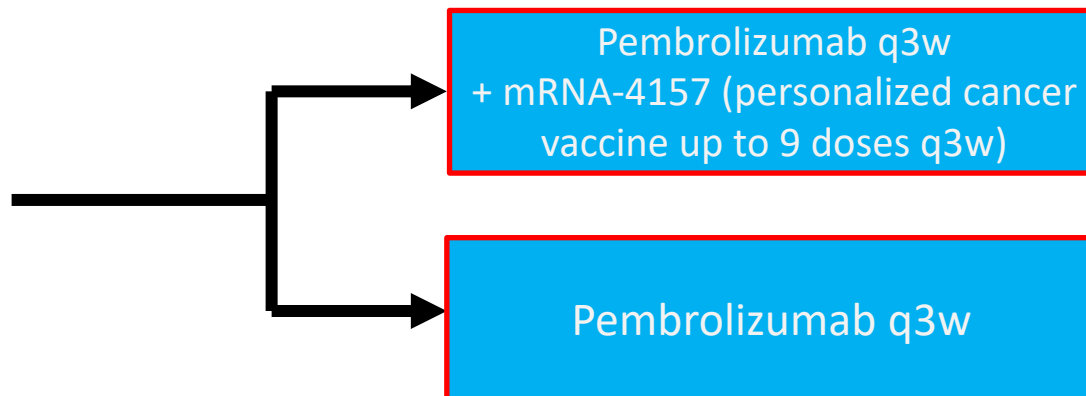 Pembrolizumab q3w
+ mRNA-4157 (personalized cancer
vaccine up to 9 doses q3w)
Pembrolizumab q3w